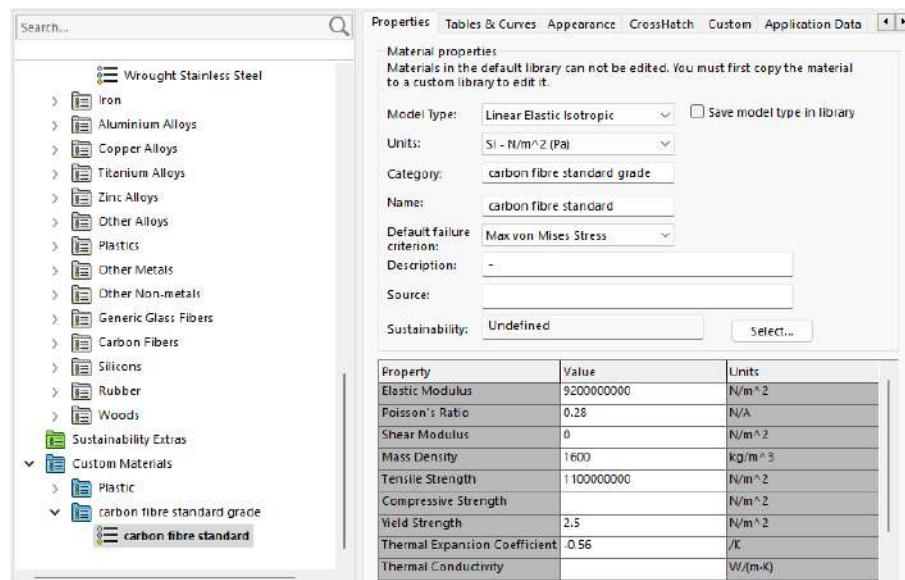 Search...
Wrought Stainless Steel
Iron
Aluminium Alloys
Copper Alloys
Titanium Alloys
Zinc Alloys
Other Alloys
Plastics
Other Metals
Other Non-metals
Generic Glass Fibers
Carbon Fibers
Silicons
Rubber
Woods
Sustainability Extras
Custom Materials
Plastic
carbon fibre standard grade
carbon fibre standard
Properties Tables & Curves Appearance CrossHatch Custom Application Data
Material properties
Materials in the default library can not be edited. You must first copy the material
to a custom library to edit it.
Model Type: Linear Elastic Isotropic Save model type in library
Units: SI - N/m^2 (Pa)
Category: carbon fibre standard grade
Name: carbon fibre standard
Default failure
criterion: Max von Mises Stress
Description: -
Source:
Sustainability: Undefined Select...
Property Value Units
Elastic Modulus 9200000000 N/m^2
Poisson's Ratio 0.28 N/A
Shear Modulus 0 N/m^2
Mass Density 1600 kg/m^3
Tensile Strength 1100000000 N/m^2
Compressive Strength N/m^2
Yield Strength 2.5 N/m^2
Thermal Expansion Coefficient -0.56 /K
Thermal Conductivity W/(m·K)